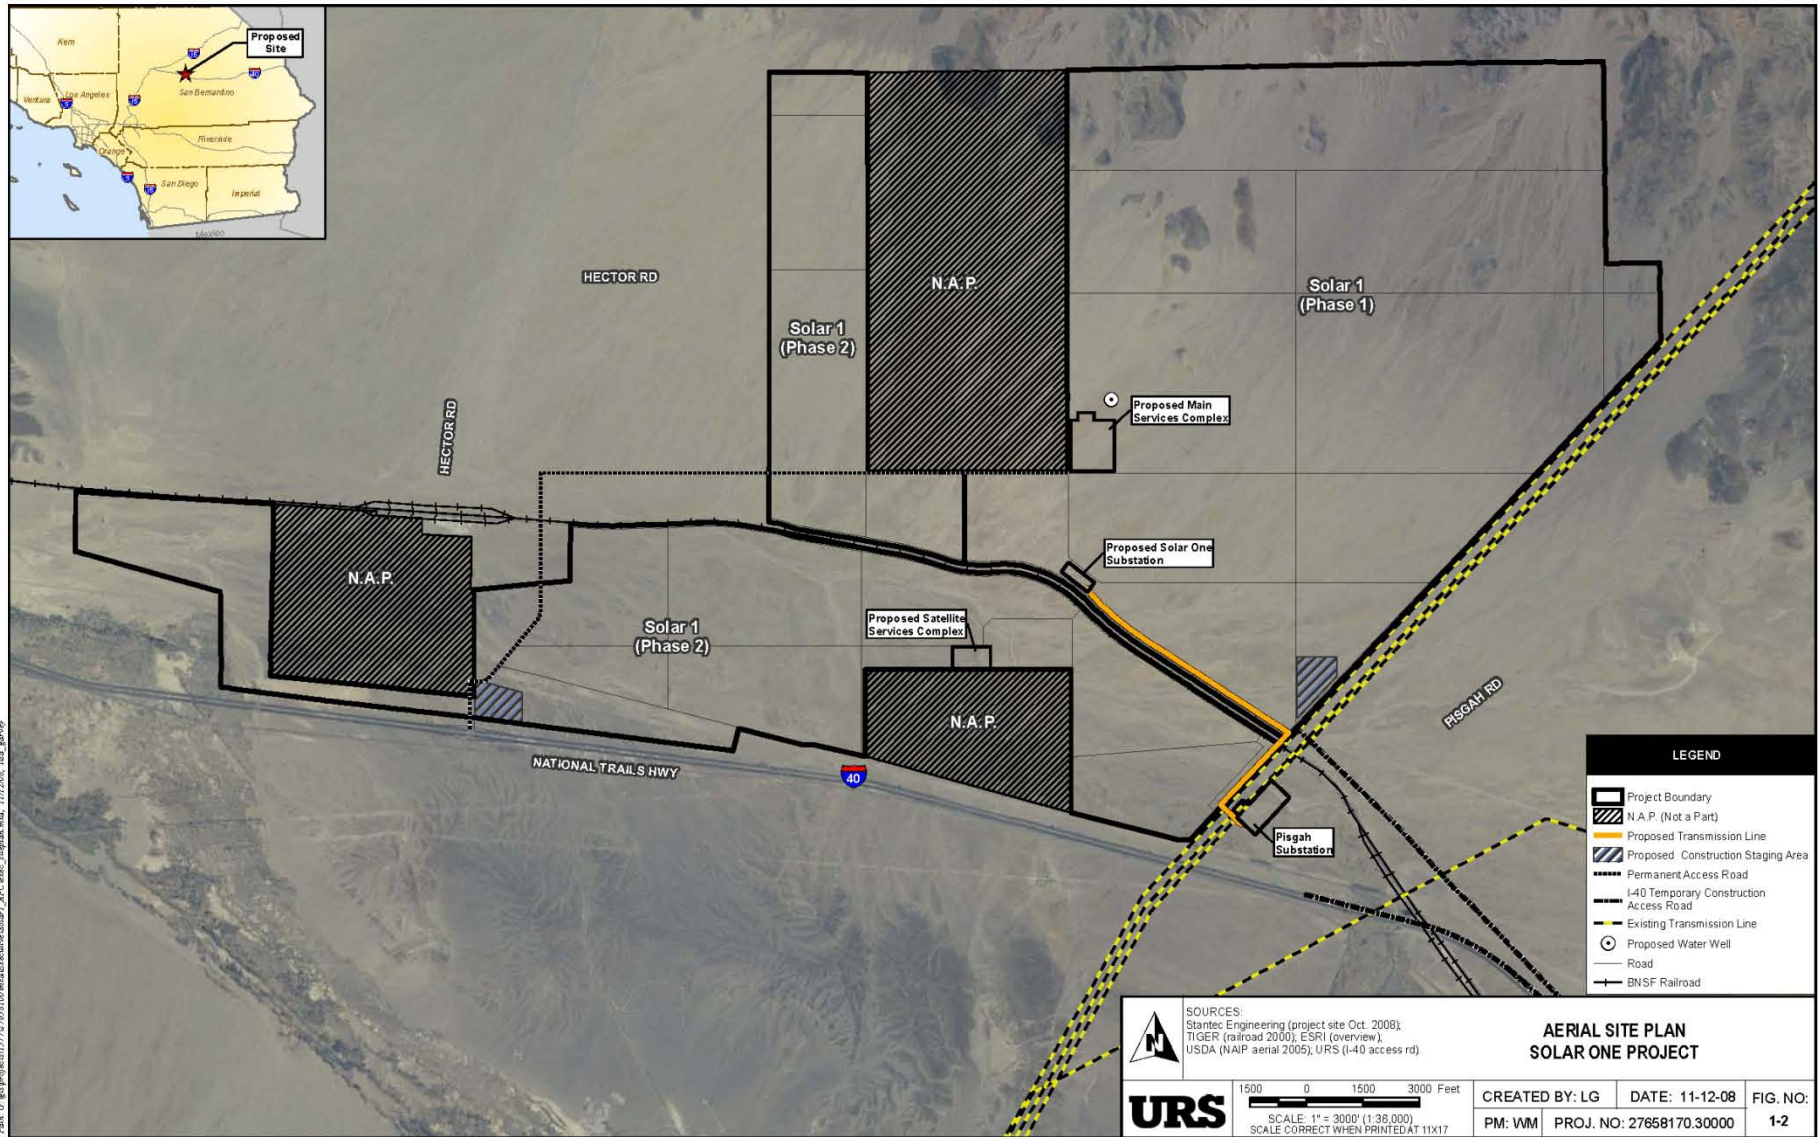 Kern
Proposed
Site
15
40
San Bernardino
Ventura
Los Angeles
5
15
Riverside
Orange
5
15
San Diego
Imperial
Mexico
HECTOR RD
N.A.P.
Solar 1
(Phase 1)
Solar 1
(Phase 2)
Proposed Main
Services Complex
HECTOR RD
Proposed Solar One
Substation
N.A.P.
Proposed Satellite
Services Complex
Solar 1
(Phase 2)
PISGAH RD
N.A.P.
NATIONAL TRAILS HWY
40
Pisgah
Substation
LEGEND
Project Boundary
N.A.P. (Not a Part)
Proposed Transmission Line
Proposed Construction Staging Area
Permanent Access Road
I-40 Temporary Construction
Access Road
Existing Transmission Line
Proposed Water Well
Road
BNSF Railroad
N
SOURCES:
Stantec Engineering (project site Oct. 2008);
TIGER (railroad 2000); ESRI (overview);
USDA (NAIP aerial 2005); URS (I-40 access rd)
AERIAL SITE PLAN
SOLAR ONE PROJECT
URS
1500 0 1500 3000 Feet
SCALE: 1" = 3000' (1:36,000)
SCALE CORRECT WHEN PRINTED AT 11X17
CREATED BY: LG
DATE: 11-12-08
FIG. NO:
1-2
PM: WM
PROJ. NO: 27658170.30000